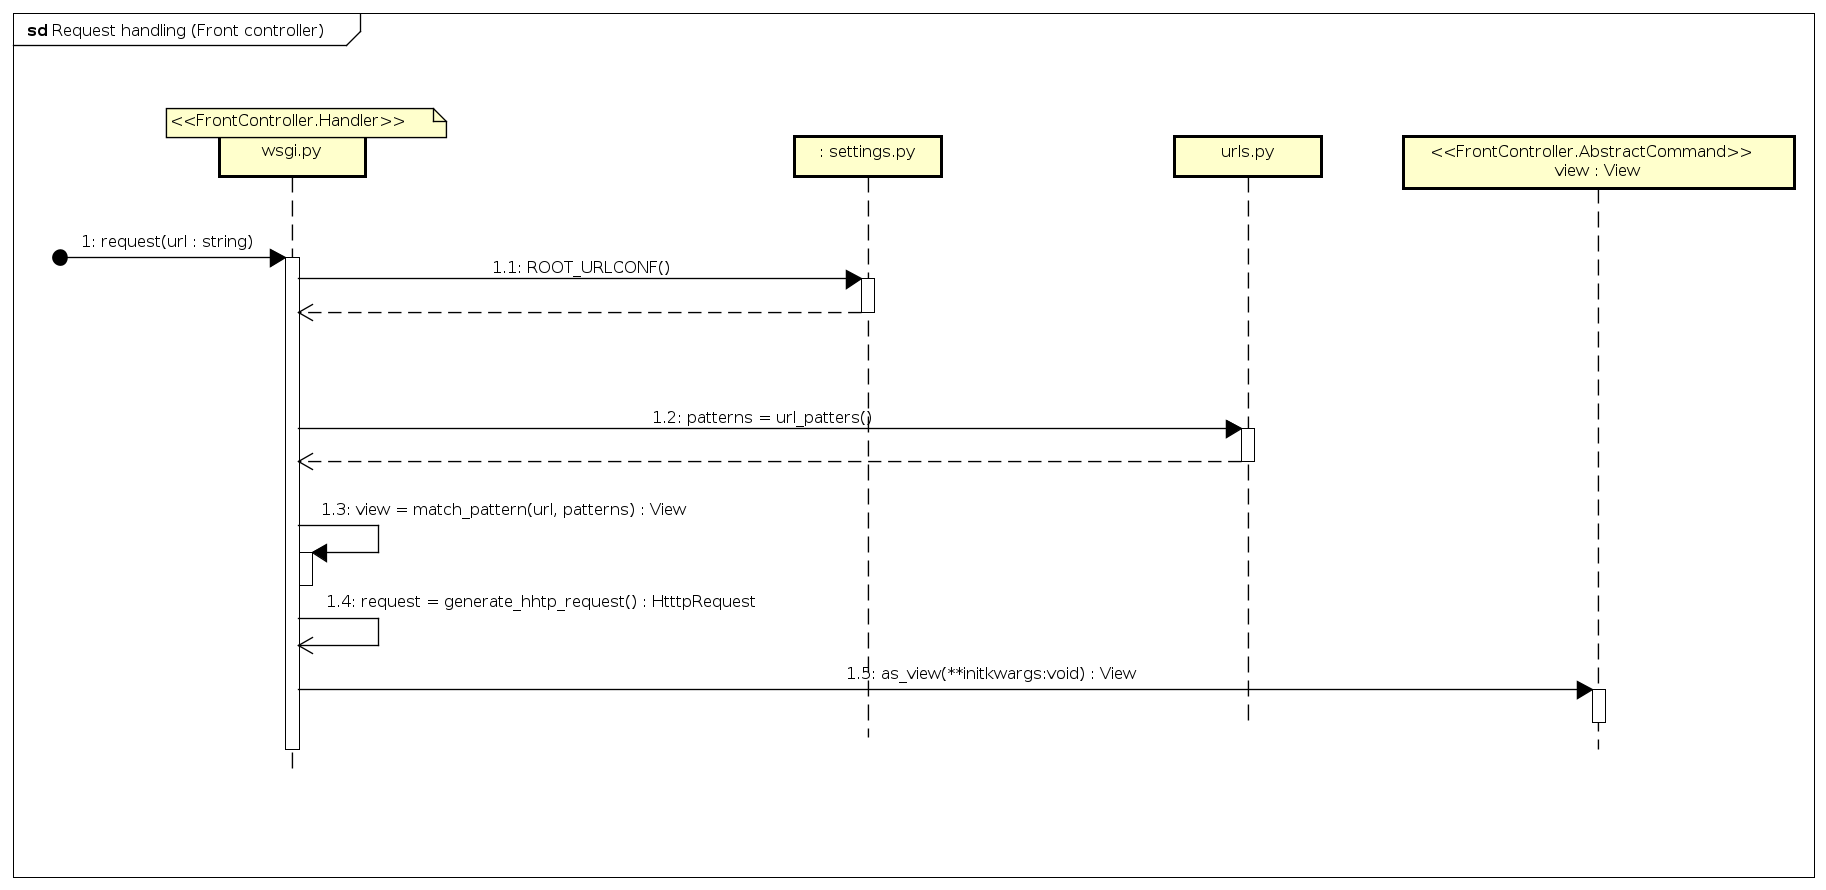 sd Request handling (Front controller)
<<FrontController.Handler>>
wsgi.py
: settings.py
urls.py
<<FrontController.AbstractCommand>>
view : View
1: request(url : string)
1.1: ROOT_URLCONF()
1.2: patterns = url_patters()
1.3: view = match_pattern(url, patterns) : View
1.4: request = generate_hhtp_request() : HtttpRequest
1.5: as_view(**initkwargs:void) : View